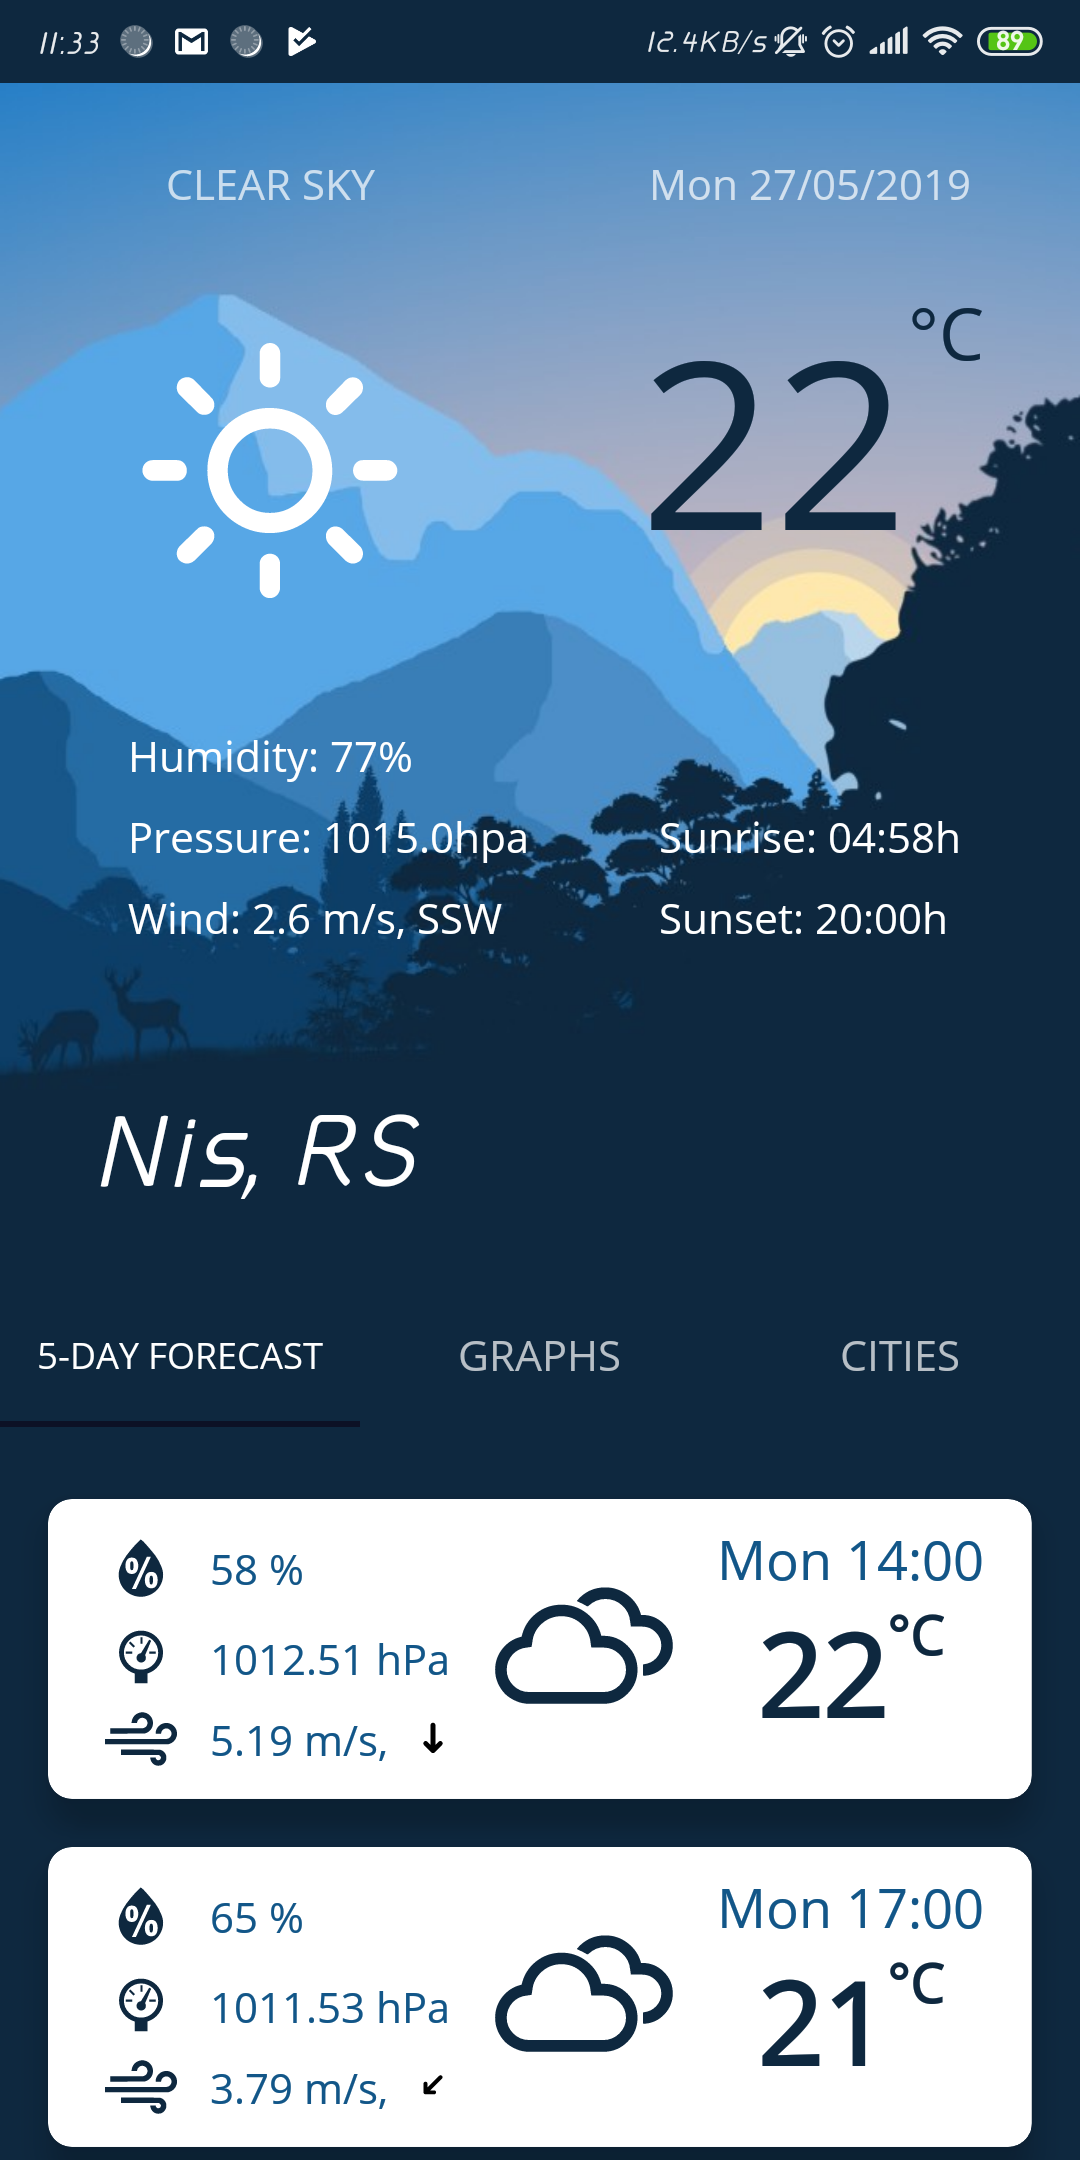 11:33 12.4KB/s 89
CLEAR SKY Mon 27/05/2019
22 °C
Humidity: 77%
Pressure: 1015.0hpa Sunrise: 04:58h
Wind: 2.6 m/s, SSW Sunset: 20:00h
Nis, RS
5-DAY FORECAST GRAPHS CITIES
% 58 % Mon 14:00
1012.51 hPa 22 °C
5.19 m/s,
% 65 % Mon 17:00
1011.53 hPa 21 °C
3.79 m/s,